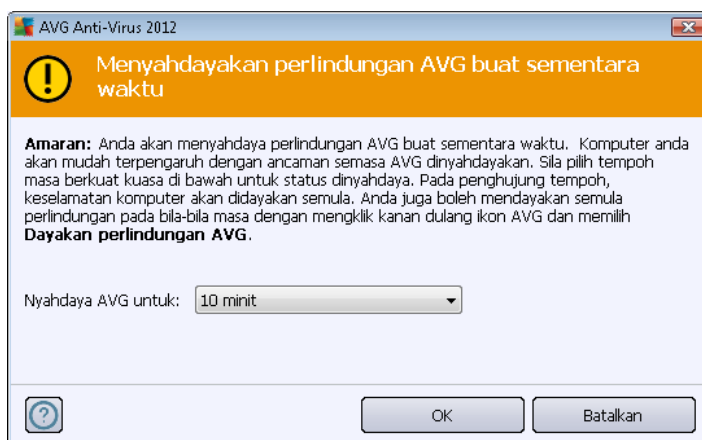 AVG Anti-Virus 2012
Menyahdayakan perlindungan AVG buat sementara
waktu
Amaran: Anda akan menyahdaya perlindungan AVG buat sementara waktu. Komputer anda
akan mudah terpengaruh dengan ancaman semasa AVG dinyahdayakan. Sila pilih tempoh
masa berkuat kuasa di bawah untuk status dinyahdaya. Pada penghujung tempoh,
keselamatan komputer akan didayakan semula. Anda juga boleh mendayakan semula
perlindungan pada bila-bila masa dengan mengklik kanan dulang ikon AVG dan memilih
Dayakan perlindungan AVG.
Nyahdaya AVG untuk: 10 minit
? OK Batalkan